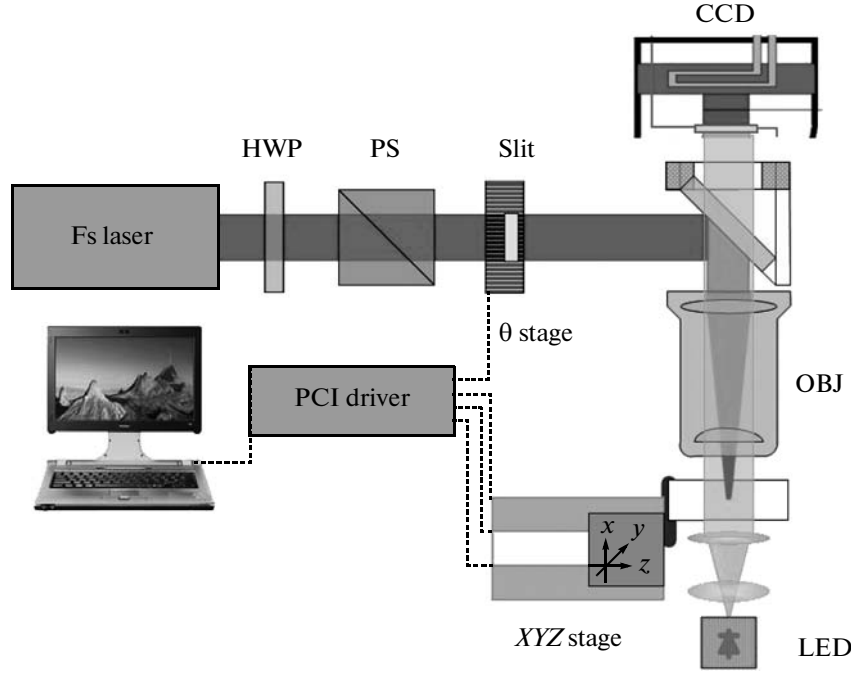 CCD
HWP
PS
Slit
Fs laser
θ stage
PCI driver
OBJ
x
y
z
XYZ stage
LED